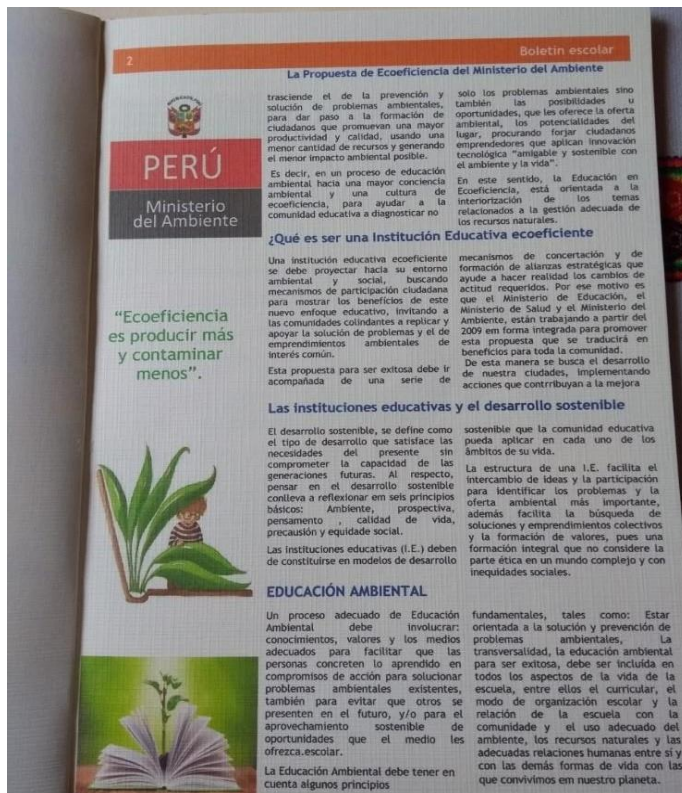 2
Boletin escolar
La Propuesta de Ecoeficiencia del Ministerio del Ambiente
trasciende el de la prevención y
solución de problemas ambientales,
para dar paso a la formación de
ciudadanos que promuevan una mayor
productividad y calidad, usando una
menor cantidad de recursos y generando
el menor impacto ambiental posible.
Es decir, en un proceso de educación
ambiental hacia una mayor conciencia
ambiental y una cultura de
ecoeficiencia, para ayudar a la
comunidad educativa a diagnosticar no
solo los problemas ambientales sino
también las posibilidades u
oportunidades, que les ofrece la oferta
ambiental, los potencialidades del
lugar, procurando forjar ciudadanos
emprendedores que aplican innovación
tecnológica "amigable y sostenible con
el ambiente y la vida".
En este sentido, la Educación en
Ecoeficiencia, está orientada a la
interiorización de los temas
relacionados a la gestión adecuada de
los recursos naturales.
PERÚ
Ministerio
del Ambiente
¿Qué es ser una Institución Educativa ecoeficiente
Una institución educativa ecoeficiente
se debe proyectar hacia su entorno
ambiental y social, buscando
mecanismos de participación ciudadana
para mostrar los beneficios de este
nuevo enfoque educativo, invitando a
las comunidades colindantes a replicar y
apoyar la solución de problemas y el de
emprendimientos ambientales de
interés común.
Esta propuesta para ser exitosa debe ir
acompañada de una serie de
mecanismos de concertación y de
formación de alianzas estratégicas que
ayude a hacer realidad los cambios de
actitud requeridos. Por ese motivo es
que el Ministerio de Educación, el
Ministerio de Salud y el Ministerio del
Ambiente, están trabajando a partir del
2009 em forma integrada para promover
esta propuesta que se traducirá en
beneficios para toda la comunidad.
De esta manera se busca el desarrollo
de nuestra ciudades, implementando
acciones que contrribuyan a la mejora
"Ecoeficiencia
es producir más
y contaminar
menos".
Las instituciones educativas y el desarrollo sostenible
El desarrollo sostenible, se define como
el tipo de desarrollo que satisface las
necesidades del presente sin
comprometer la capacidad de las
generaciones futuras. Al respecto,
pensar en el desarrollo sostenible
conlleva a reflexionar em seis principios
básicos: Ambiente, prospectiva,
pensamento , calidad de vida,
precausión y equidade social.
Las instituciones educativas (I.E.) deben
de constituirse en modelos de desarrollo
sostenible que la comunidad educativa
pueda aplicar en cada uno de los
âmbitos de su vida.
La estructura de una I.E. facilita el
intercambio de ideas y la participación
para identificar los problemas y la
oferta ambiental más importante,
además facilita la búsqueda de
soluciones y emprendimientos colectivos
y la formación de valores, pues una
formación integral que no considere la
parte ética en un mundo complejo y con
inequidades sociales.
EDUCACIÓN AMBIENTAL
Un proceso adecuado de Educación
Ambiental debe involucrar:
conocimientos, valores y los medios
adecuados para facilitar que las
personas concreten lo aprendido en
compromisos de acción para solucionar
problemas ambientales existentes,
también para evitar que otros se
presenten en el futuro, y/o para el
aprovechamiento sostenible de
oportunidades que el medio les
ofrezca.escolar.
La Educación Ambiental debe tener en
cuenta algunos principios
fundamentales, tales como: Estar
orientada a la solución y prevención de
problemas ambientales, La
transversalidad, la educación ambiental
para ser exitosa, debe ser incluída en
todos los aspectos de la vida de la
escuela, entre ellos el curricular, el
modo de organización escolar y la
relación de la escuela con la
comunidade y el uso adecuado del
ambiente, los recursos naturales y las
adecuadas relaciones humanas entre sí y
con las demás formas de vida con las
que convivimos em nuestro planeta.